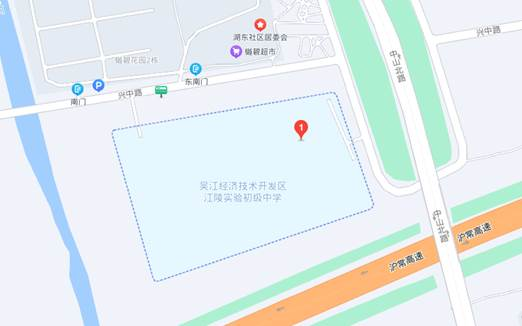 湖东社区居委会
鲈碧超市
鲈碧花园2栋
东南门
南门
P
兴中路
兴中路
中山北路
1
吴江经济技术开发区
江陵实验初级中学
中山北路
沪常高速
沪常高速